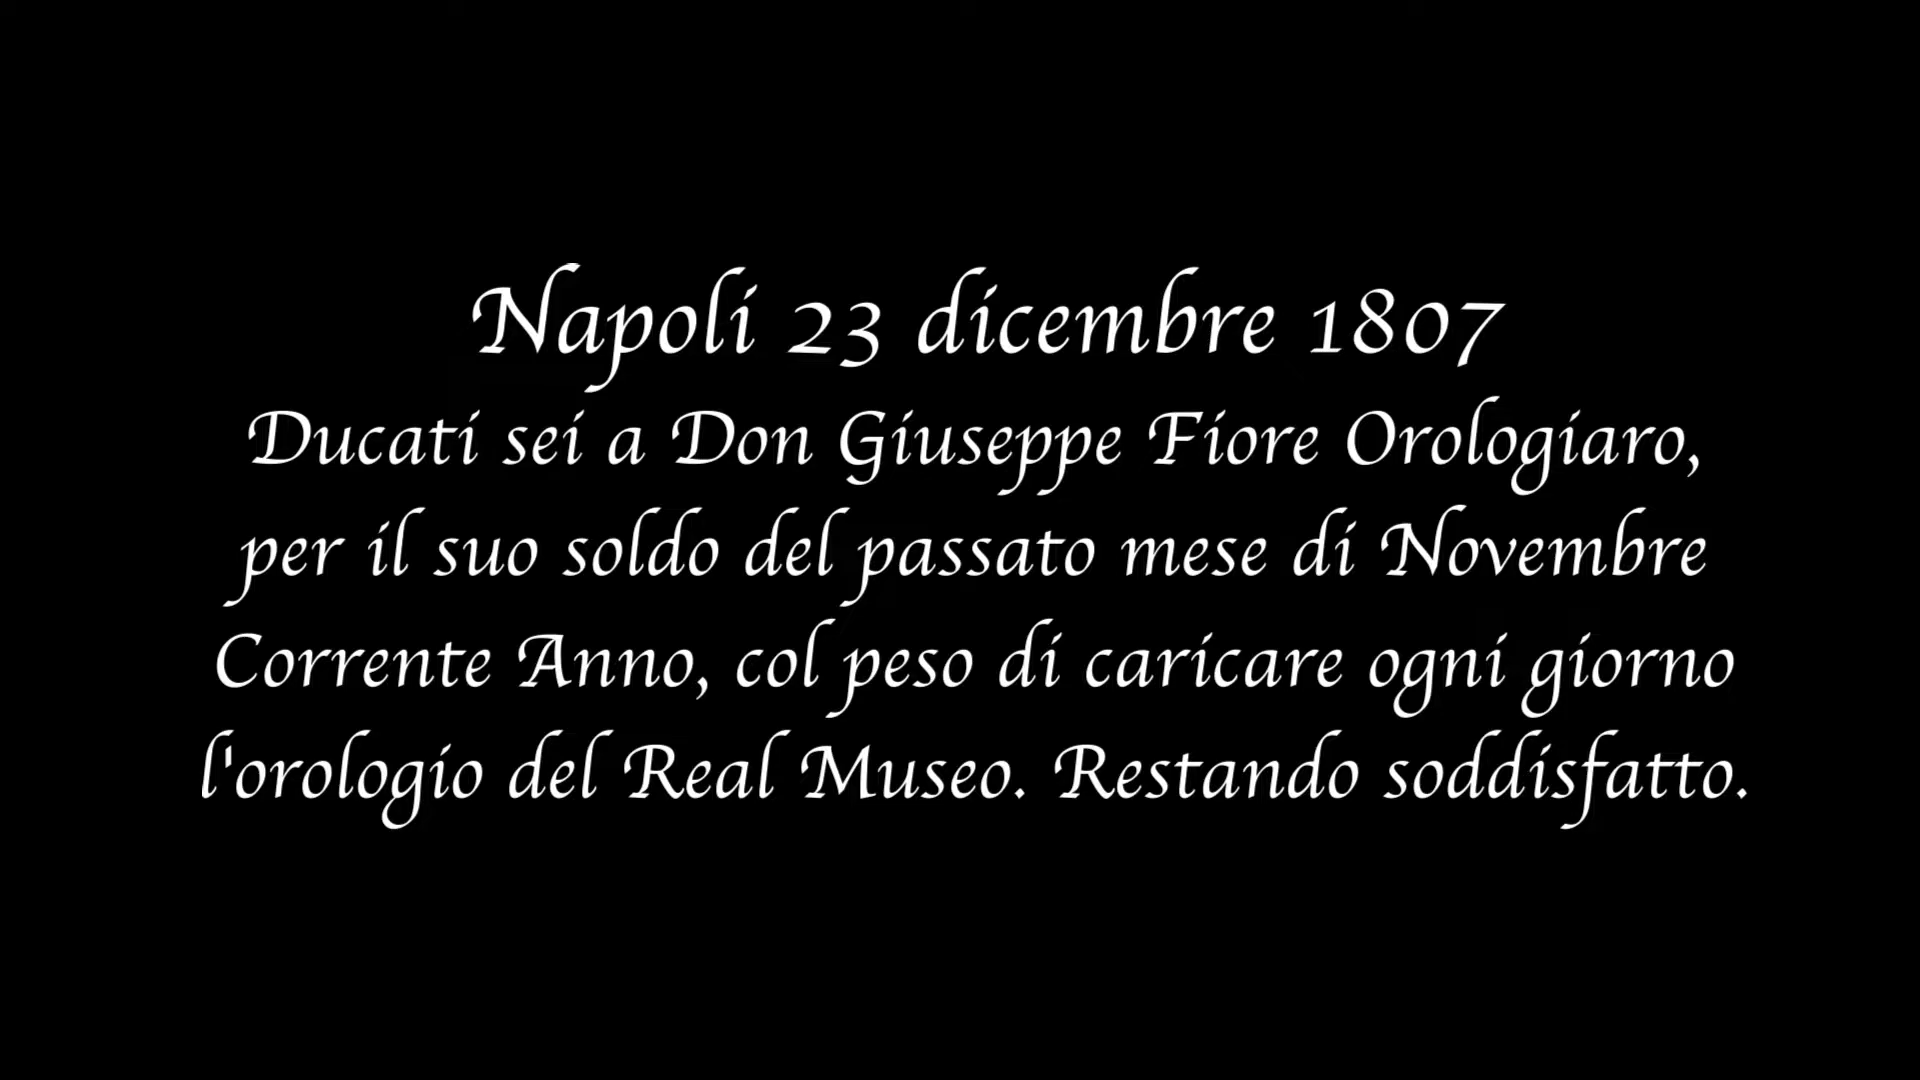 Napoli 23 dicembre 1807
Ducati sei a Don Giuseppe Fiore Orologiaro,
per il suo soldo del passato mese di Novembre
Corrente Anno, col peso di caricare ogni giorno
l'orologio del Real Museo. Restando soddisfatto.